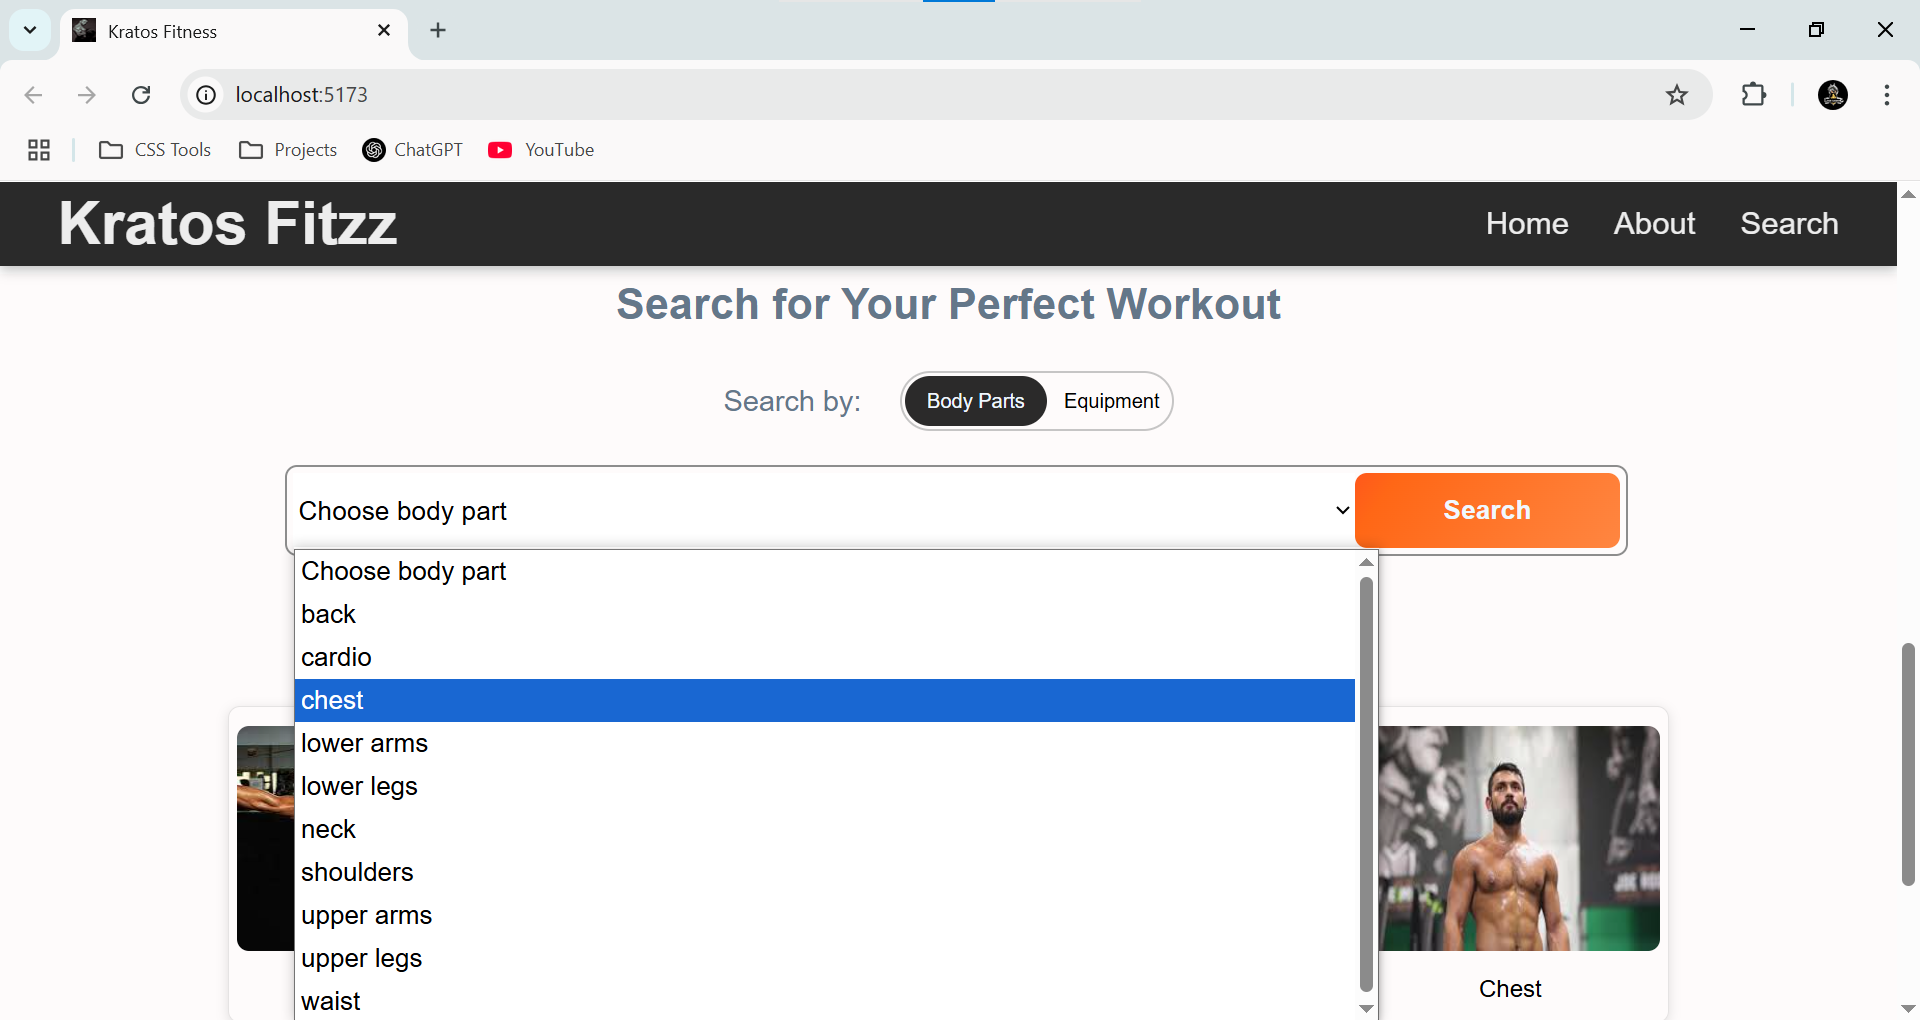 Kratos Fitness
localhost:5173
CSS Tools Projects ChatGPT YouTube
Kratos Fitzz Home About Search
Search for Your Perfect Workout
Search by: Body Parts Equipment
Choose body part Search
Choose body part
back
cardio
chest
lower arms
lower legs
neck
shoulders
upper arms
upper legs
waist
Chest